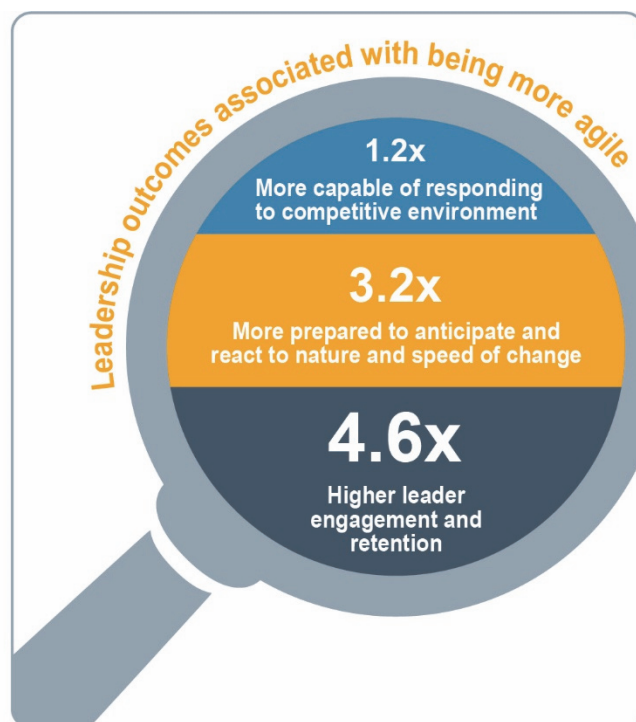 Leadership outcomes associated with being more agile
1.2x
More capable of responding
to competitive environment
3.2x
More prepared to anticipate and
react to nature and speed of change
4.6x
Higher leader
engagement and
retention